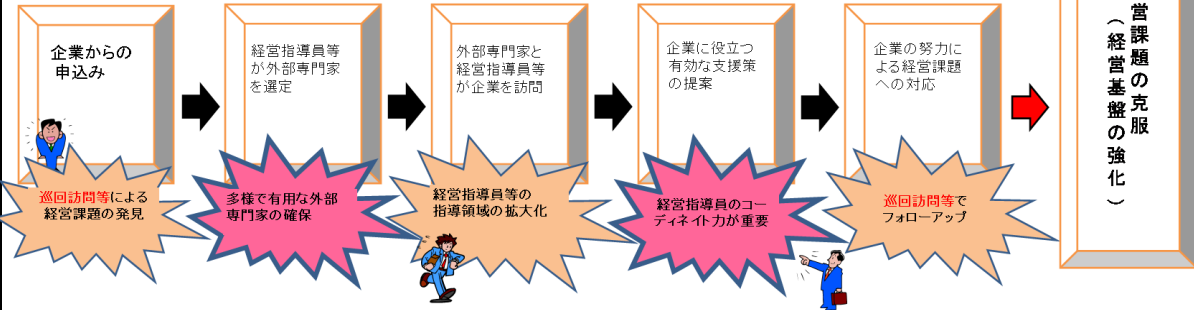 企業からの
申込み
経営指導員等
が外部専門家
を選定
外部専門家と
経営指導員等
が企業を訪問
企業に役立つ
有効な支援策
の提案
企業の努力に
よる経営課題
への対応
営課題の克服
（経営基盤の強化）
巡回訪問等による
経営課題の発見
多様で有用な外部
専門家の確保
経営指導員等の
指導領域の拡大化
経営指導員のコー
ディネイト力が重要
巡回訪問等で
フォローアップ